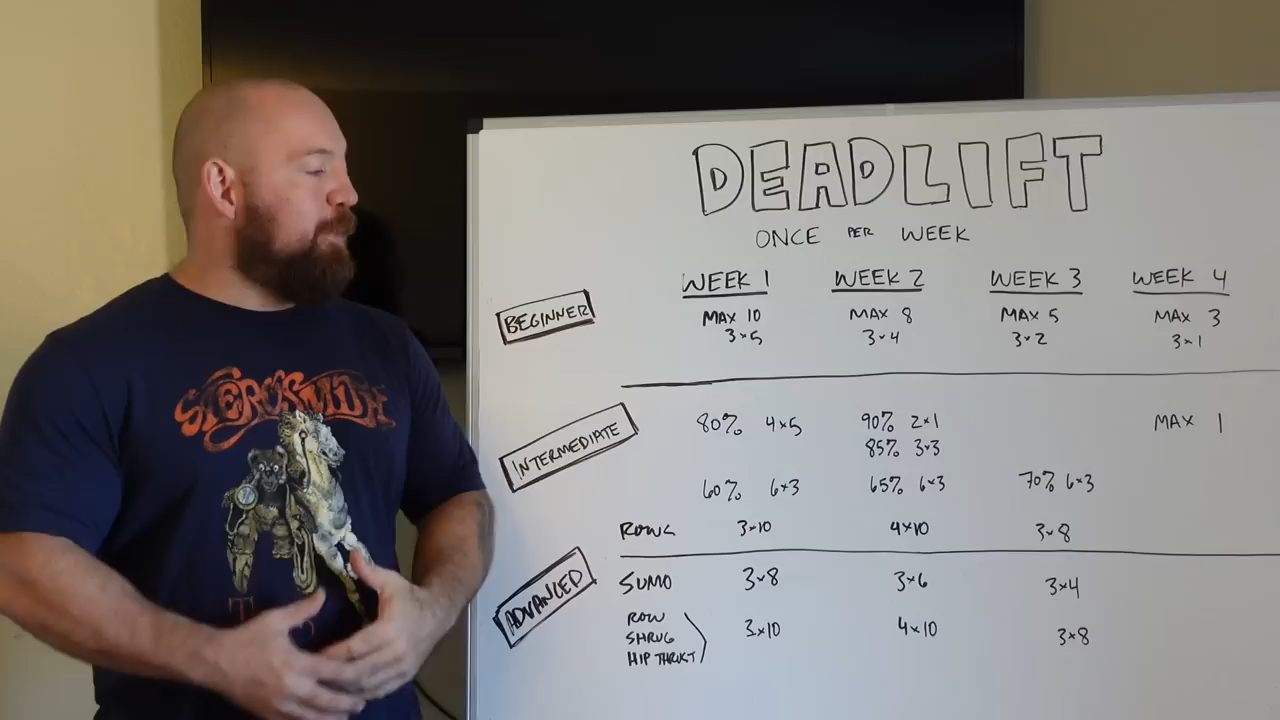 DEADLIFT
ONCE PER WEEK
WEEK 1 WEEK 2 WEEK 3 WEEK 4
BEGINNER
MAX 10 MAX 8 MAX 5 MAX 3
3×5 3×4 3×2 3×1
INTERMEDIATE
80% 4×5 90% 2×1 MAX 1
85% 3×3
60% 6×3 65% 6×3 70% 6×3
ROWS 3×10 4×10 3×8
ADVANCED
SUMO 3×8 3×6 3×4
ROW
SHRUG 3×10 4×10 3×8
HIP THRUST
AEROSMITH